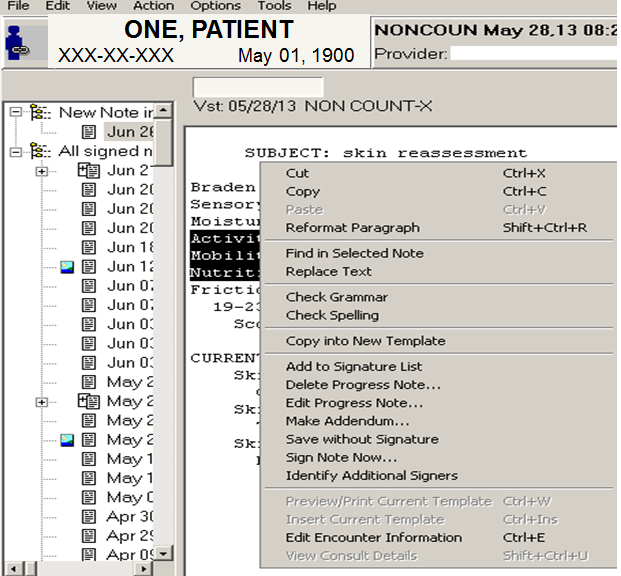 File Edit View Action Options Tools Help
ONE, PATIENT
XXX-XX-XXX May 01, 1900
NONCOUN May 28,13 08:2
Provider:
Vst: 05/28/13 NON COUNT-X
New Note in
Jun 26
All signed n
Jun 2
Jun 20
Jun 20
Jun 20
Jun 18
Jun 12
Jun 07
Jun 07
Jun 03
Jun 03
Jun 03
May 2
May 2
May 2
May 2
May 1
May 1
May 0
Apr 30
Apr 29
Apr 09
SUBJECT: skin reassessment
Braden
Sensory
Moistu
Activi
Mobili
Nutriti
Frictio
19-23
Sco
CURRENT
Sk
Sk
Sk
Cut Ctrl+X
Copy Ctrl+C
Paste Ctrl+V
Reformat Paragraph Shift+Ctrl+R
Find in Selected Note
Replace Text
Check Grammar
Check Spelling
Copy into New Template
Add to Signature List
Delete Progress Note...
Edit Progress Note...
Make Addendum...
Save without Signature
Sign Note Now...
Identify Additional Signers
Preview/Print Current Template Ctrl+W
Insert Current Template Ctrl+Ins
Edit Encounter Information Ctrl+E
View Consult Details Shift+Ctrl+U